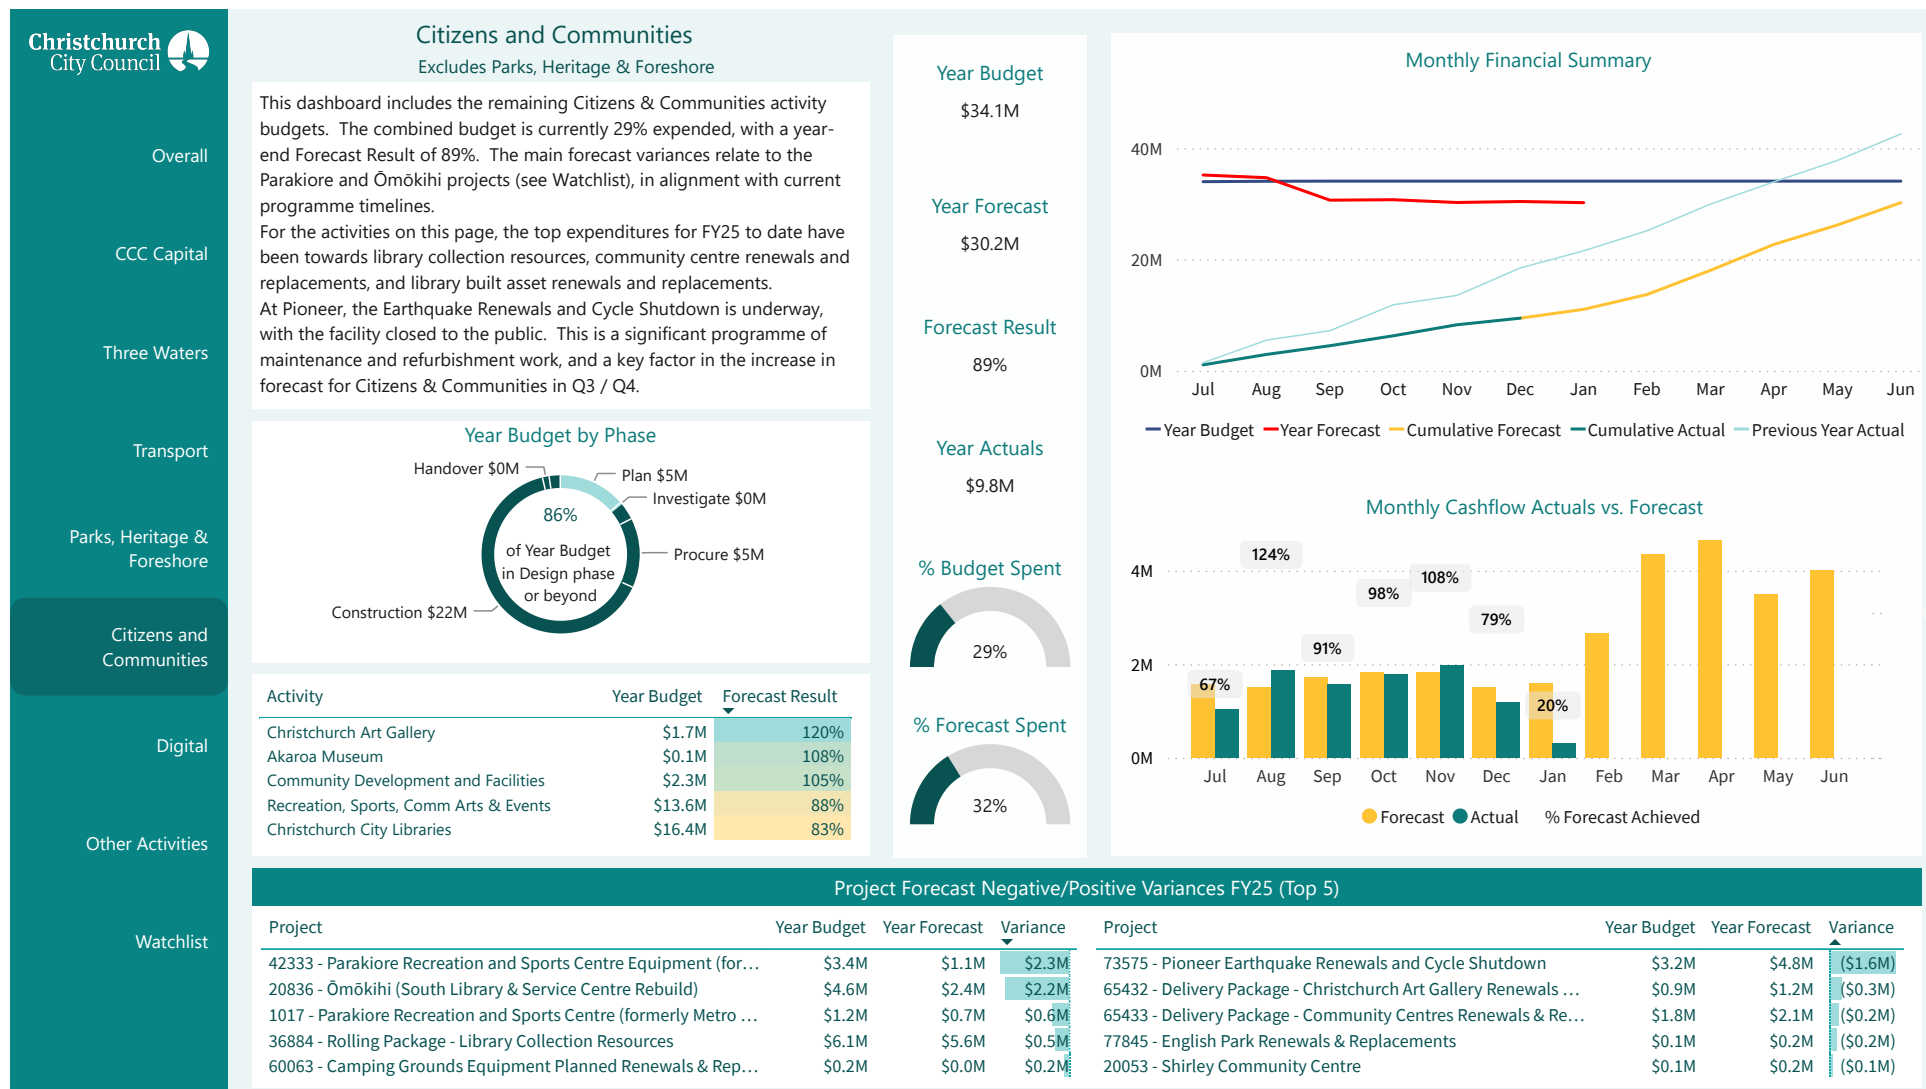 Christchurch
City Council
Overall
CCC Capital
Three Waters
Transport
Parks, Heritage &
Foreshore
Citizens and
Communities
Digital
Other Activities
Watchlist
Citizens and Communities
Excludes Parks, Heritage & Foreshore
This dashboard includes the remaining Citizens & Communities activity
budgets.  The combined budget is currently 29% expended, with a year-
end Forecast Result of 89%.  The main forecast variances relate to the
Parakiore and Ōmōkihi projects (see Watchlist), in alignment with current
programme timelines.
For the activities on this page, the top expenditures for FY25 to date have
been towards library collection resources, community centre renewals and
replacements, and library built asset renewals and replacements.
At Pioneer, the Earthquake Renewals and Cycle Shutdown is underway,
with the facility closed to the public.  This is a significant programme of
maintenance and refurbishment work, and a key factor in the increase in
forecast for Citizens & Communities in Q3 / Q4.
Year Budget by Phase
Handover $0M
Plan $5M
Investigate $0M
Procure $5M
Construction $22M
86%
of Year Budget
in Design phase
or beyond
Activity Year Budget Forecast Result
Christchurch Art Gallery $1.7M 120%
Akaroa Museum $0.1M 108%
Community Development and Facilities $2.3M 105%
Recreation, Sports, Comm Arts & Events $13.6M 88%
Christchurch City Libraries $16.4M 83%
Year Budget
$34.1M
Year Forecast
$30.2M
Forecast Result
89%
Year Actuals
$9.8M
% Budget Spent
29%
% Forecast Spent
32%
Monthly Financial Summary
40M
20M
0M
Jul Aug Sep Oct Nov Dec Jan Feb Mar Apr May Jun
Year Budget Year Forecast Cumulative Forecast Cumulative Actual Previous Year Actual
Monthly Cashflow Actuals vs. Forecast
4M
2M
0M
67% 124% 91% 98% 108% 79% 20%
Jul Aug Sep Oct Nov Dec Jan Feb Mar Apr May Jun
Forecast Actual % Forecast Achieved
Project Forecast Negative/Positive Variances FY25 (Top 5)
Project Year Budget Year Forecast Variance
42333 - Parakiore Recreation and Sports Centre Equipment (for… $3.4M $1.1M $2.3M
20836 - Ōmōkihi (South Library & Service Centre Rebuild) $4.6M $2.4M $2.2M
1017 - Parakiore Recreation and Sports Centre (formerly Metro … $1.2M $0.7M $0.6M
36884 - Rolling Package - Library Collection Resources $6.1M $5.6M $0.5M
60063 - Camping Grounds Equipment Planned Renewals & Rep… $0.2M $0.0M $0.2M
Project Year Budget Year Forecast Variance
73575 - Pioneer Earthquake Renewals and Cycle Shutdown $3.2M $4.8M ($1.6M)
65432 - Delivery Package - Christchurch Art Gallery Renewals … $0.9M $1.2M ($0.3M)
65433 - Delivery Package - Community Centres Renewals & Re… $1.8M $2.1M ($0.2M)
77845 - English Park Renewals & Replacements $0.1M $0.2M ($0.2M)
20053 - Shirley Community Centre $0.1M $0.2M ($0.1M)